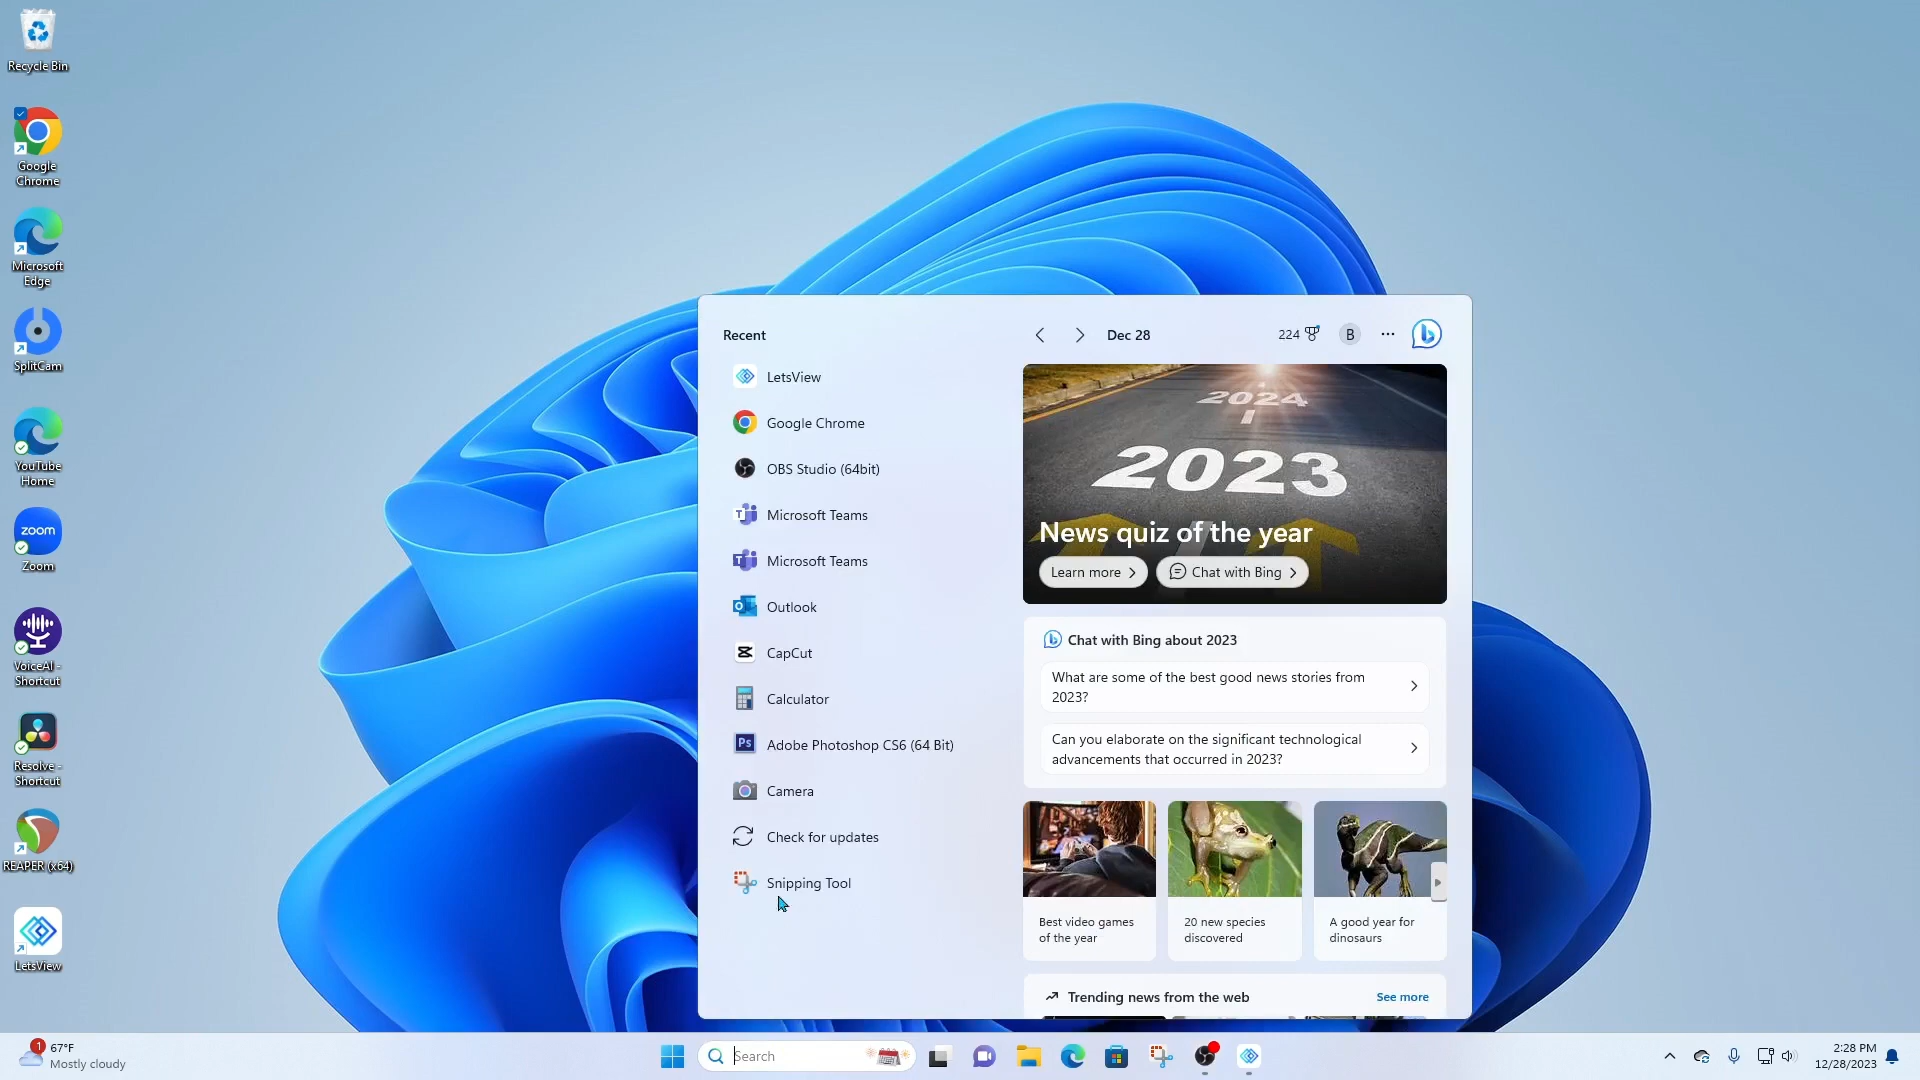 Recycle Bin
Google
Chrome
Microsoft
Edge
SplitCam
YouTube
Home
zoom
Zoom
VoiceAI -
Shortcut
Resolve -
Shortcut
REAPER (x64)
LetsView
Recent
LetsView
Google Chrome
OBS Studio (64bit)
Microsoft Teams
Microsoft Teams
Outlook
CapCut
Calculator
Ps
Adobe Photoshop CS6 (64 Bit)
Camera
Check for updates
Snipping Tool
Dec 28
224
B
2024
2023
News quiz of the year
Learn more
Chat with Bing
Chat with Bing about 2023
What are some of the best good news stories from
2023?
Can you elaborate on the significant technological
advancements that occurred in 2023?
Best video games
of the year
20 new species
discovered
A good year for
dinosaurs
Trending news from the web
See more
1
67°F
Mostly cloudy
Search
2:28 PM
12/28/2023